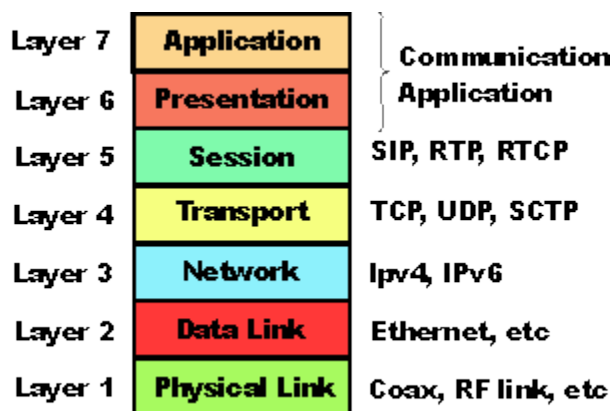 Layer 7 Application
Communication
Layer 6 Presentation Application
Layer 5 Session SIP, RTP, RTCP
Layer 4 Transport TCP, UDP, SCTP
Layer 3 Network Ipv4, IPv6
Layer 2 Data Link Ethernet, etc
Layer 1 Physical Link Coax, RF link, etc